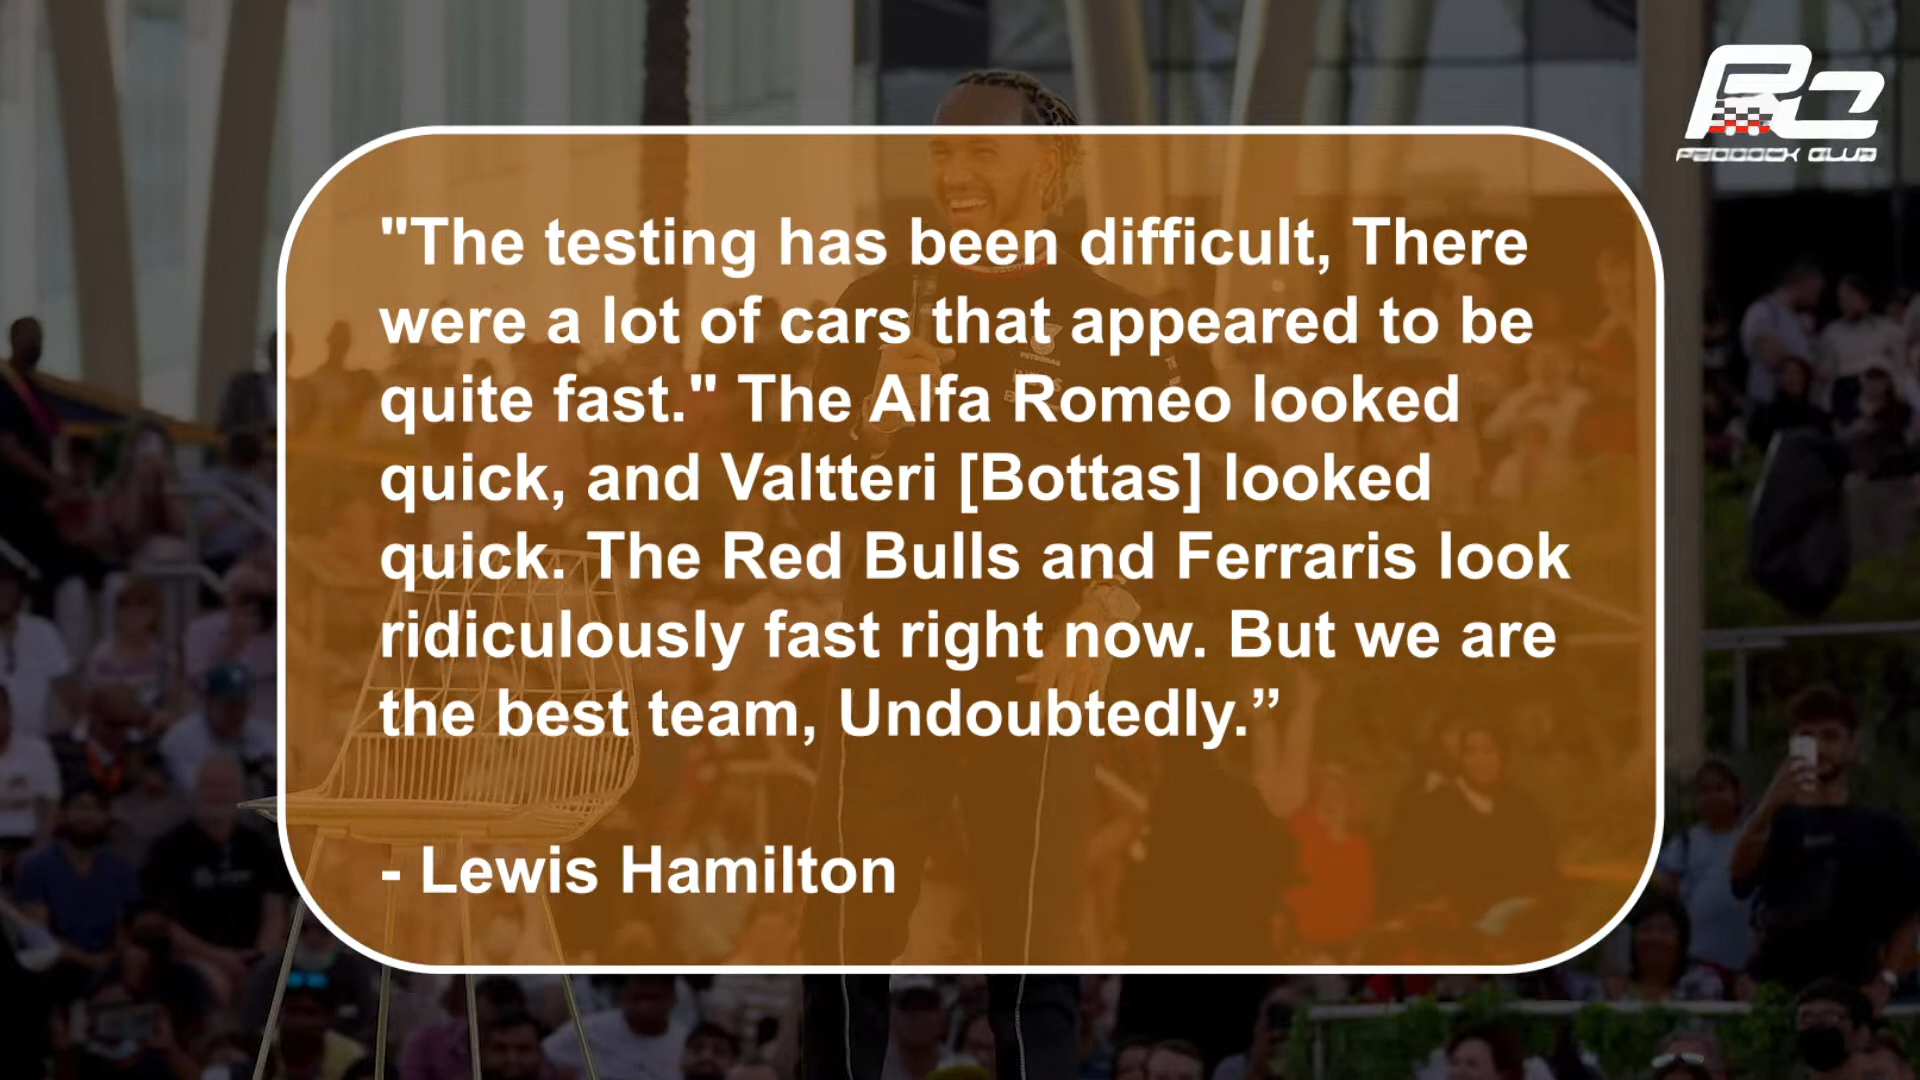 PADDOCK CLUB
"The testing has been difficult, There
were a lot of cars that appeared to be
quite fast." The Alfa Romeo looked
quick, and Valtteri [Bottas] looked
quick. The Red Bulls and Ferraris look
ridiculously fast right now. But we are
the best team, Undoubtedly.”
- Lewis Hamilton